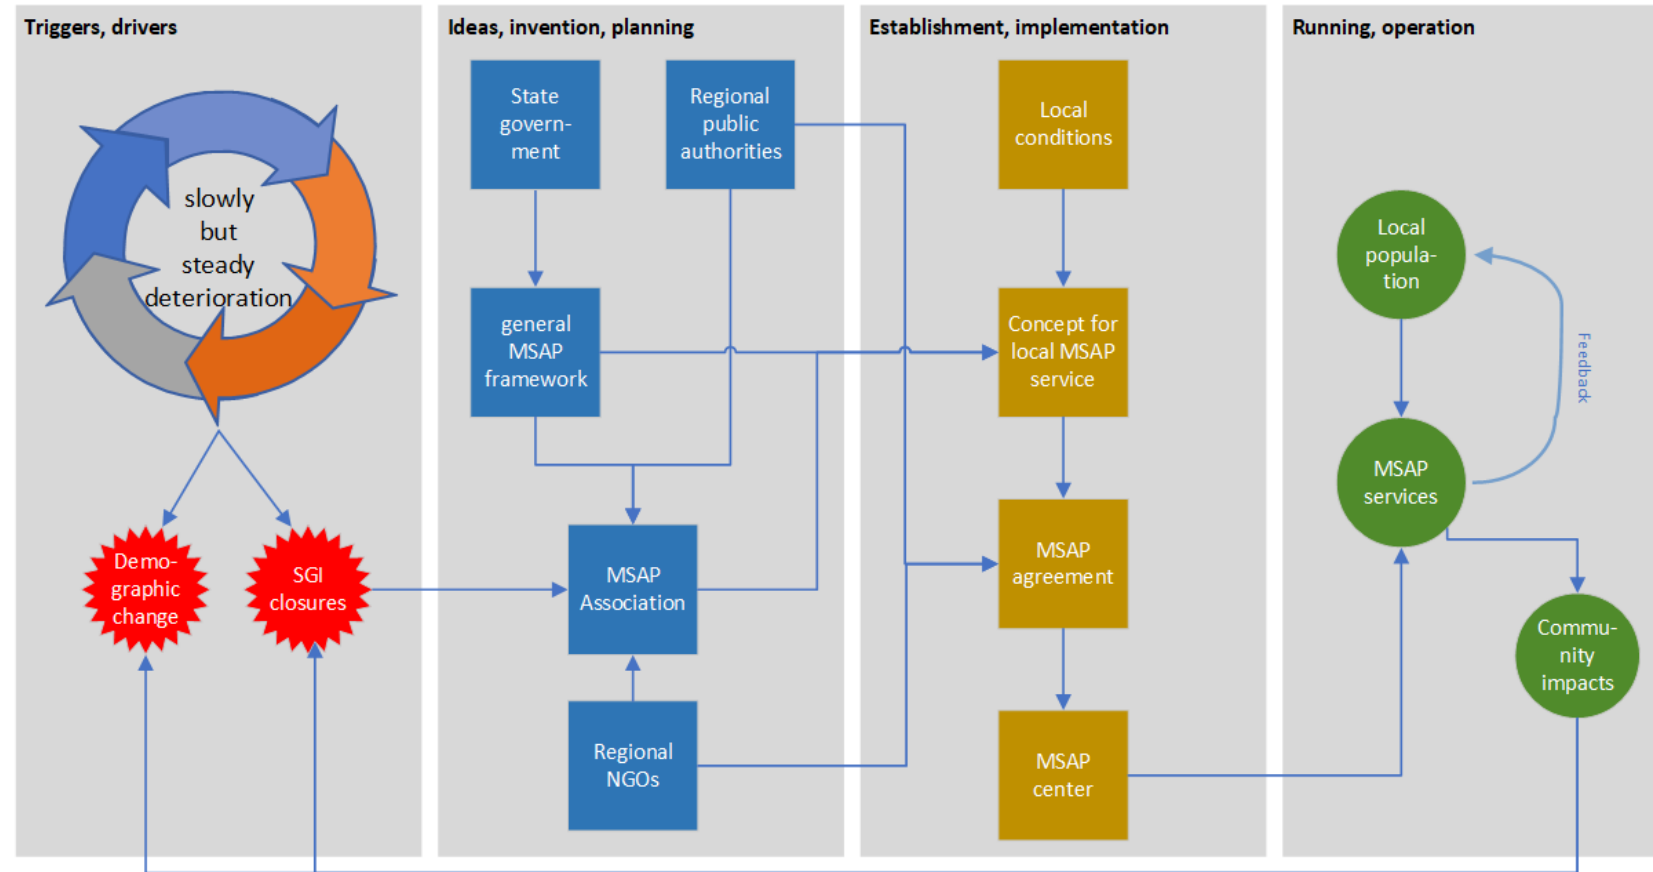 Triggers, drivers
slowly
but
steady
deterioration
Demo-
graphic
change
SGI
closures
Ideas, invention, planning
State
govern-
ment
Regional
public
authorities
general
MSAP
framework
MSAP
Association
Regional
NGOs
Establishment, implementation
Local
conditions
Concept for
local MSAP
service
MSAP
agreement
MSAP
center
Running, operation
Local
popula-
tion
Feedback
MSAP
services
Commu-
nity
impacts